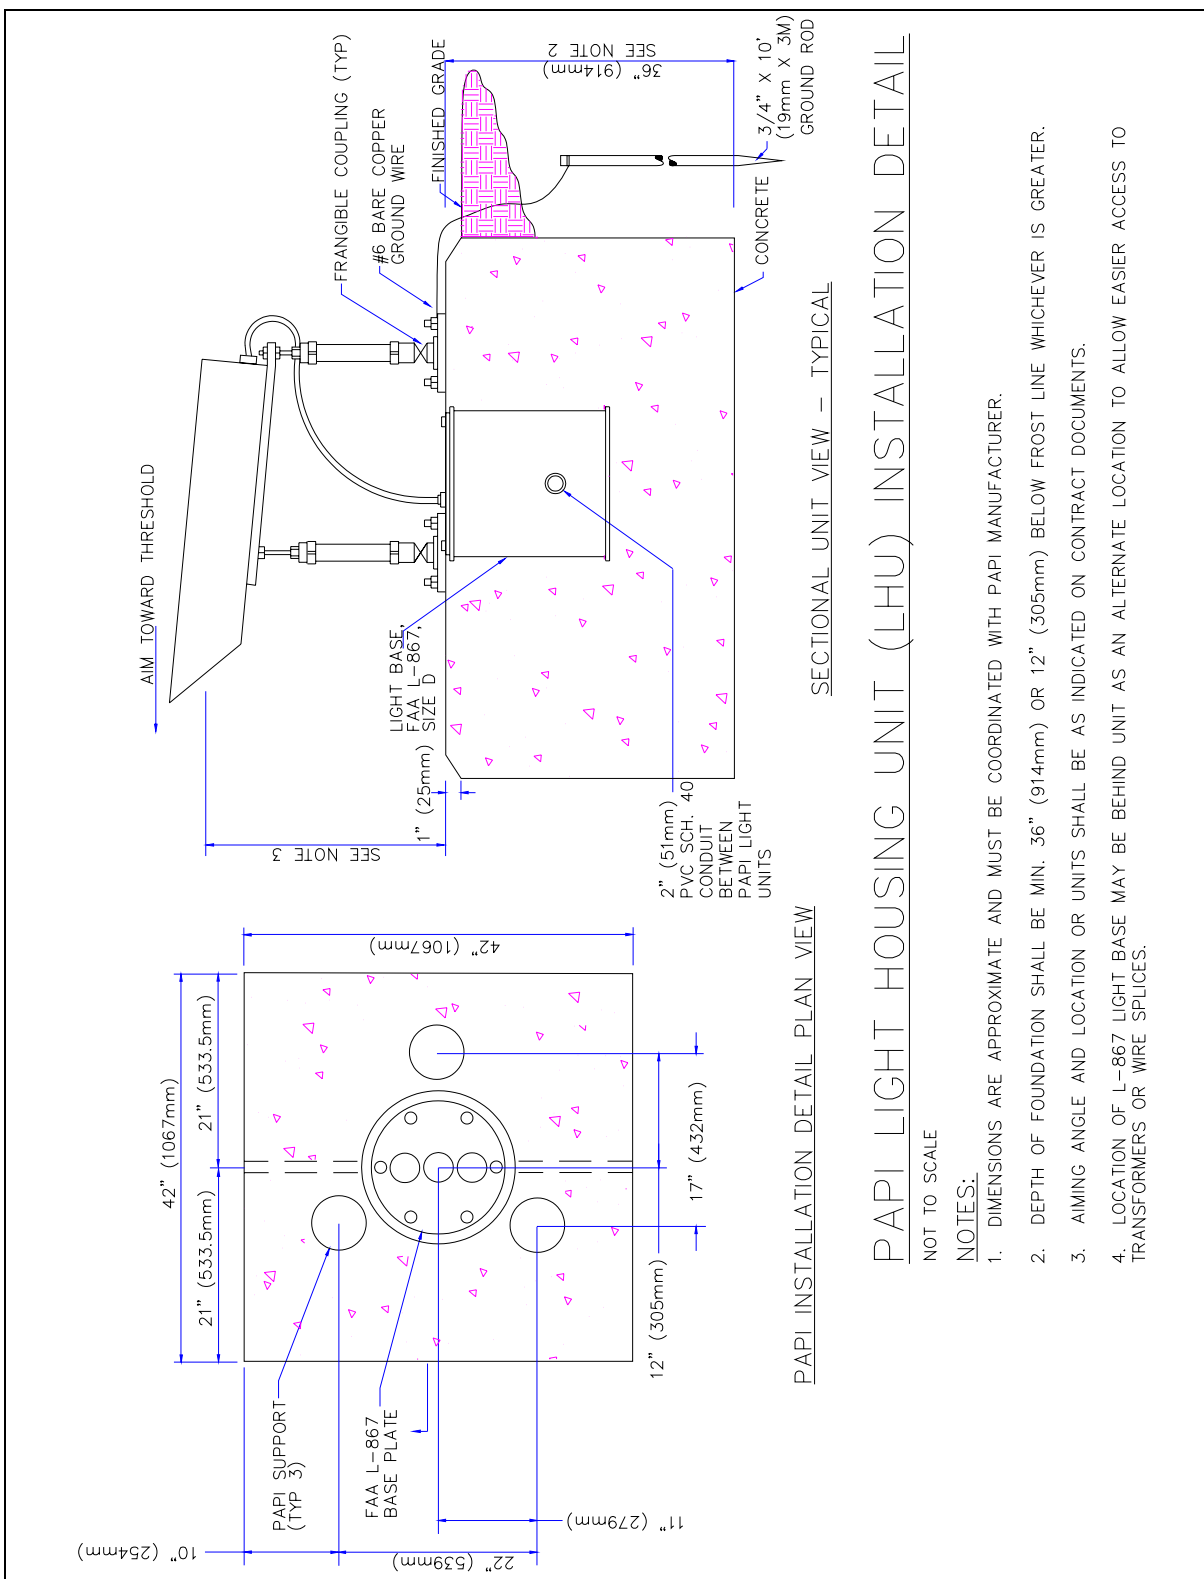 AIM TOWARD THRESHOLD
FRANGIBLE COUPLING (TYP)
#6 BARE COPPER
GROUND WIRE
FINISHED GRADE
36" (914mm)
SEE NOTE 2
3/4" X 10'
(19mm X 3M)
GROUND ROD
CONCRETE
LIGHT BASE,
FAA L-867,
SIZE D
1" (25mm)
SEE NOTE 3
2" (51mm)
PVC SCH. 40
CONDUIT
BETWEEN
PAPI LIGHT
UNITS
SECTIONAL UNIT VIEW - TYPICAL
42" (1067mm)
21" (533.5mm)
21" (533.5mm)
42" (1067mm)
PAPI SUPPORT
(TYP 3)
FAA L-867
BASE PLATE
10" (254mm)
22" (539mm)
11" (279mm)
12" (305mm)
17" (432mm)
PAPI INSTALLATION DETAIL PLAN VIEW
PAPI LIGHT HOUSING UNIT (LHU) INSTALLATION DETAIL
NOT TO SCALE
NOTES:
1. DIMENSIONS ARE APPROXIMATE AND MUST BE COORDINATED WITH PAPI MANUFACTURER.
2. DEPTH OF FOUNDATION SHALL BE MIN. 36" (914mm) OR 12" (305mm) BELOW FROST LINE WHICHEVER IS GREATER.
3. AIMING ANGLE AND LOCATION OR UNITS SHALL BE AS INDICATED ON CONTRACT DOCUMENTS.
4. LOCATION OF L-867 LIGHT BASE MAY BE BEHIND UNIT AS AN ALTERNATE LOCATION TO ALLOW EASIER ACCESS TO
TRANSFORMERS OR WIRE SPLICES.